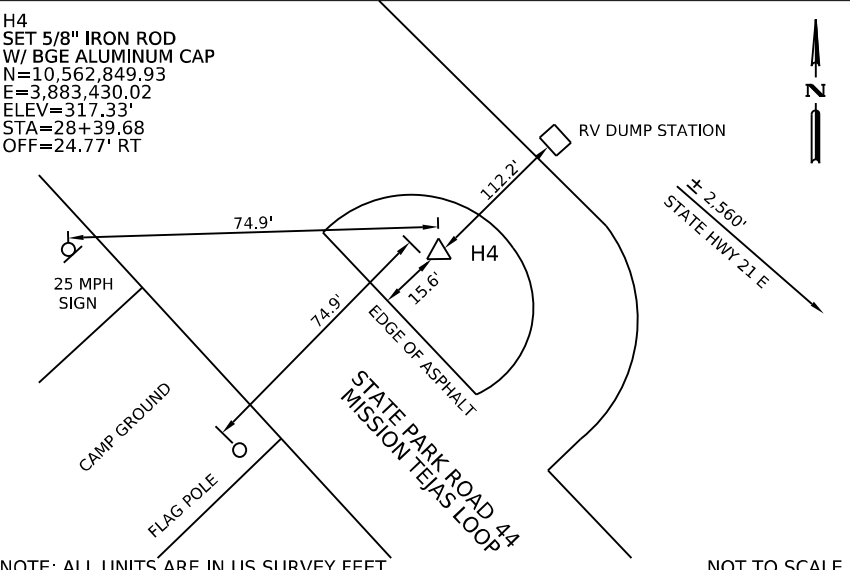 H4
SET 5/8" IRON ROD
W/ BGE ALUMINUM CAP
N=10,562,849.93
E=3,883,430.02
ELEV=317.33'
STA=28+39.68
OFF=24.77' RT
N
RV DUMP STATION
112.2'
± 2,560'
STATE HWY 21 E
74.9'
H4
25 MPH
SIGN
15.6'
74.9'
EDGE OF ASPHALT
CAMP GROUND
STATE PARK ROAD 44
MISSION TEJAS LOOP
FLAG POLE
NOTE: ALL UNITS ARE IN US SURVEY FEET
NOT TO SCALE